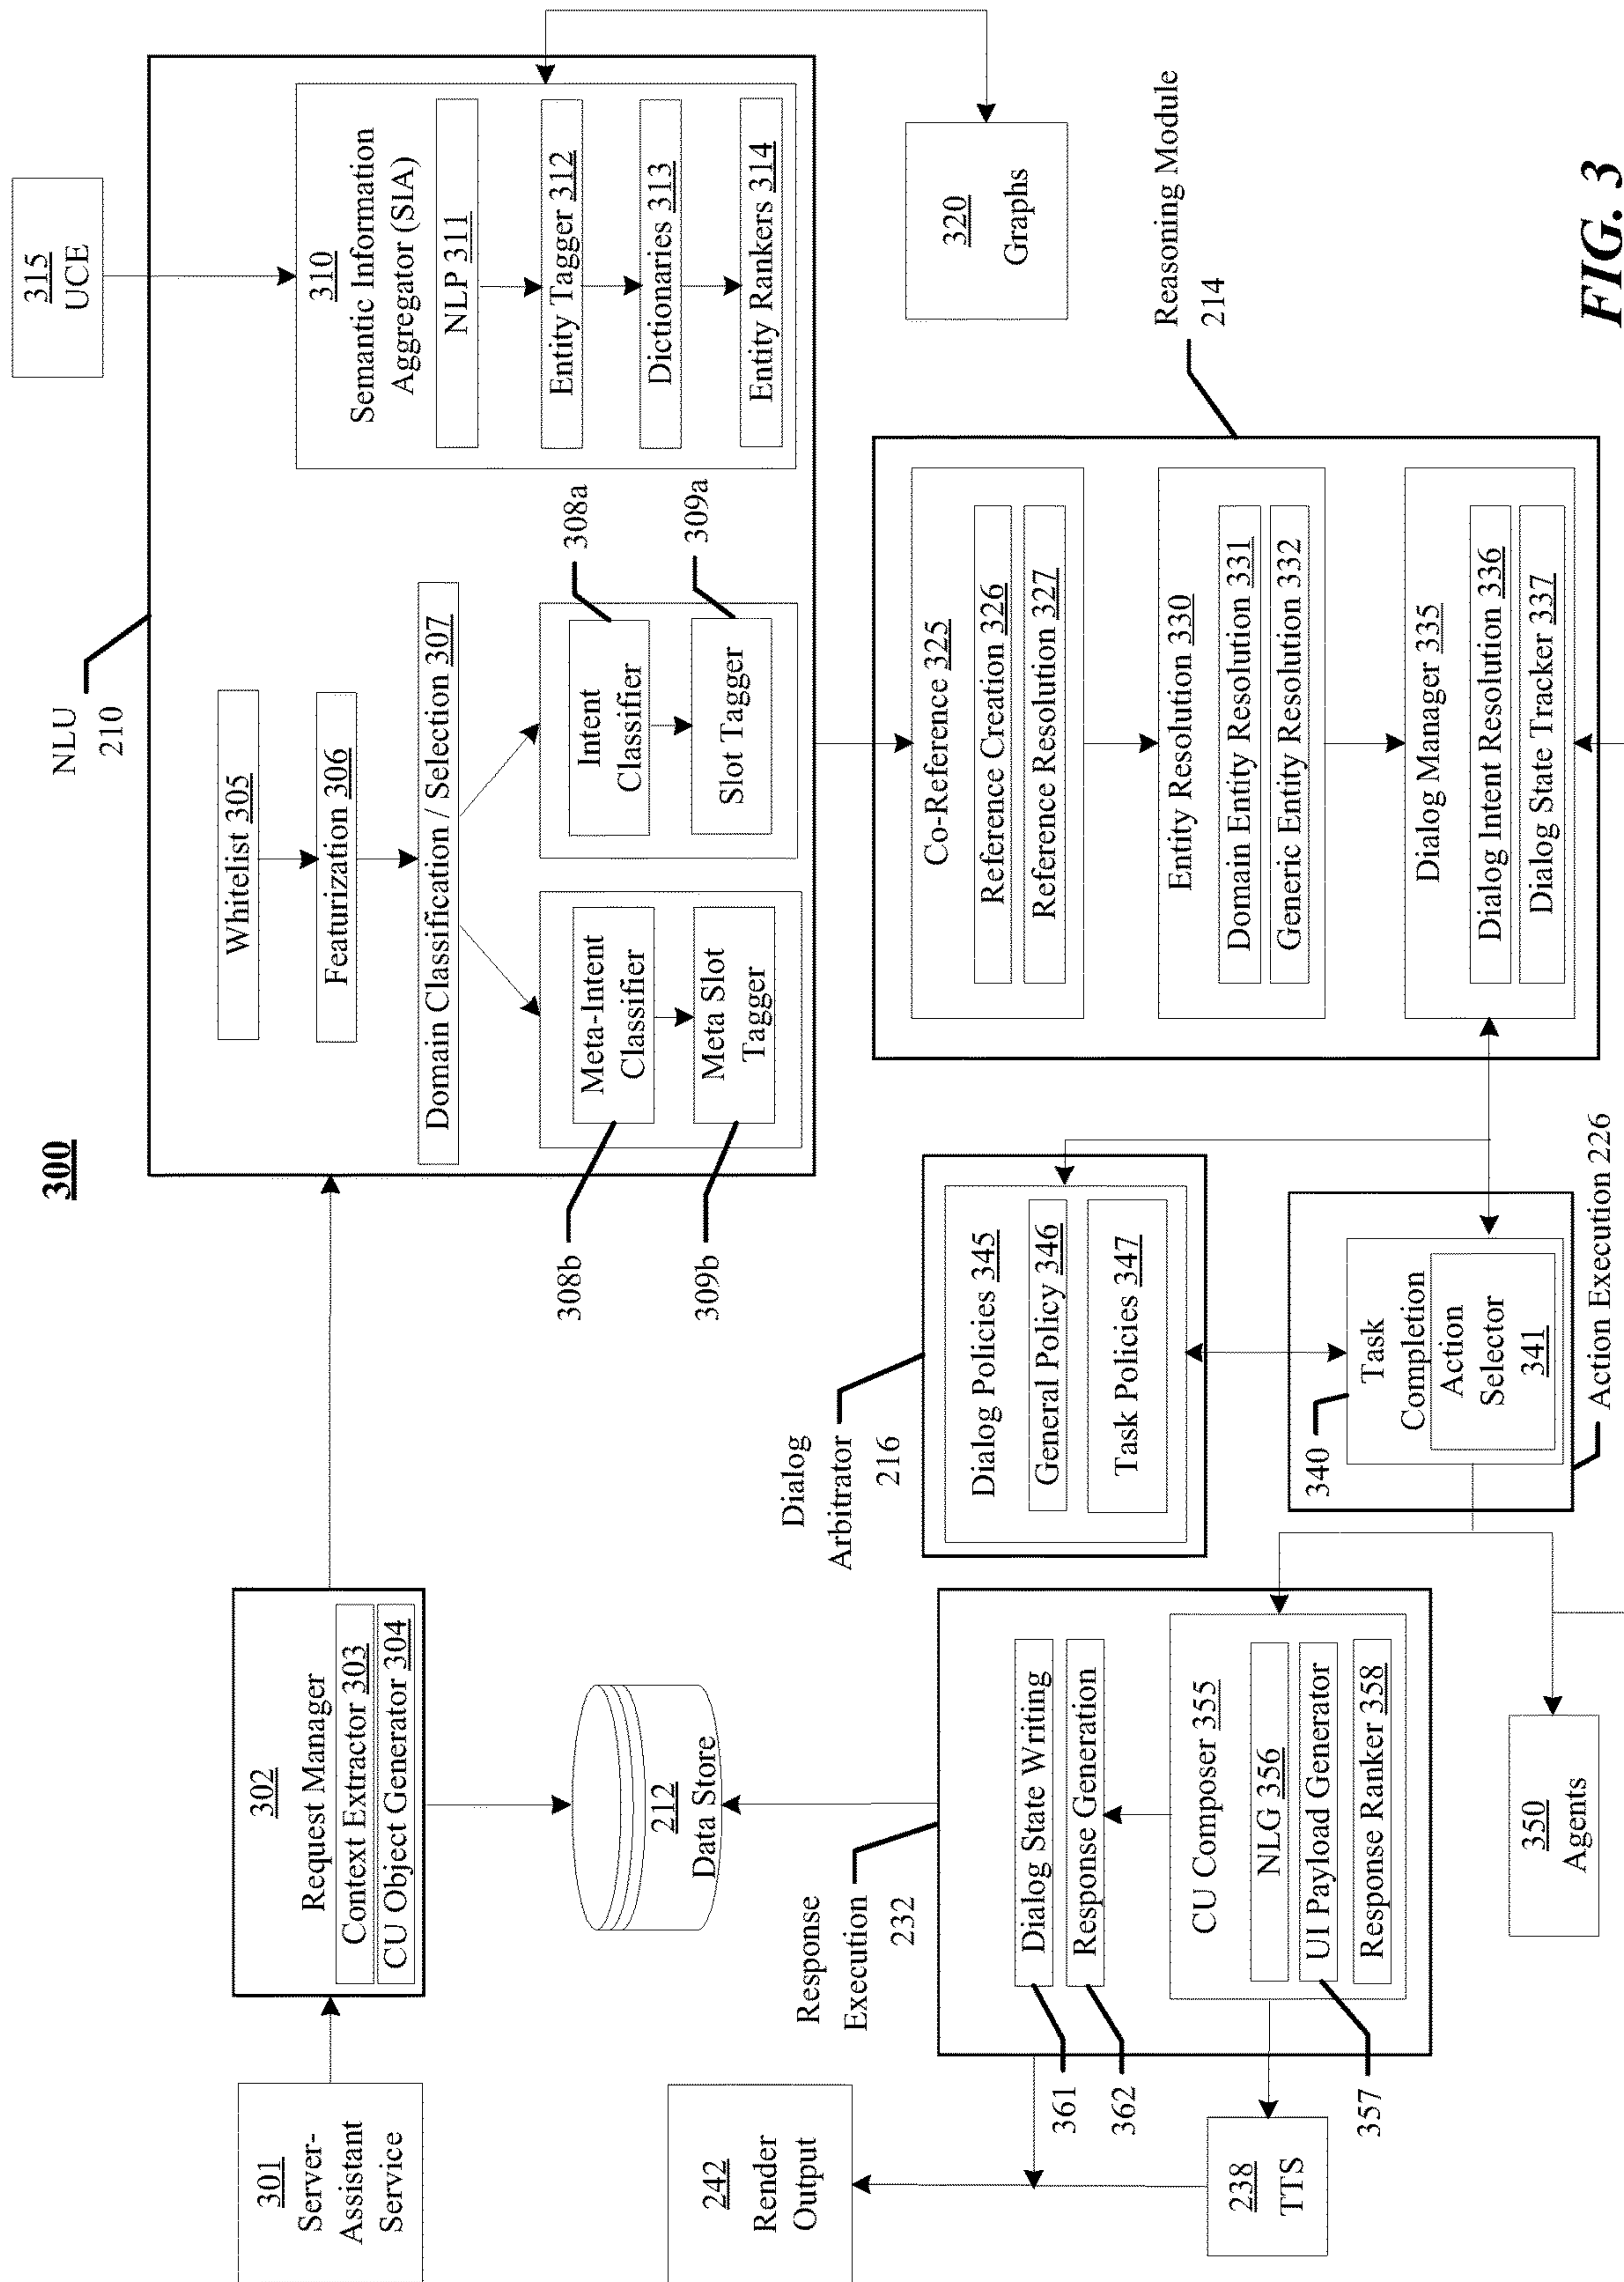 300
301
Server-
Assistant
Service
302
Request Manager
Context Extractor 303
CU Object Generator 304
212
Data Store
NLU
210
Whitelist 305
Featurization 306
Domain Classification / Selection 307
Meta-Intent
Classifier
Meta Slot
Tagger
308b
309b
Intent
Classifier
Slot Tagger
308a
309a
310
Semantic Information
Aggregator (SIA)
NLP 311
Entity Tagger 312
Dictionaries 313
Entity Rankers 314
315
UCE
320
Graphs
Reasoning Module
214
Co-Reference 325
Reference Creation 326
Reference Resolution 327
Entity Resolution 330
Domain Entity Resolution 331
Generic Entity Resolution 332
Dialog Manager 335
Dialog Intent Resolution 336
Dialog State Tracker 337
Dialog
Arbitrator
216
Dialog Policies 345
General Policy 346
Task Policies 347
340
Task
Completion
Action
Selector
341
Action Execution 226
350
Agents
Response
Execution
232
Dialog State Writing
Response Generation
361
362
CU Composer 355
NLG 356
UI Payload Generator
Response Ranker 358
357
238
TTS
242
Render
Output
FIG. 3